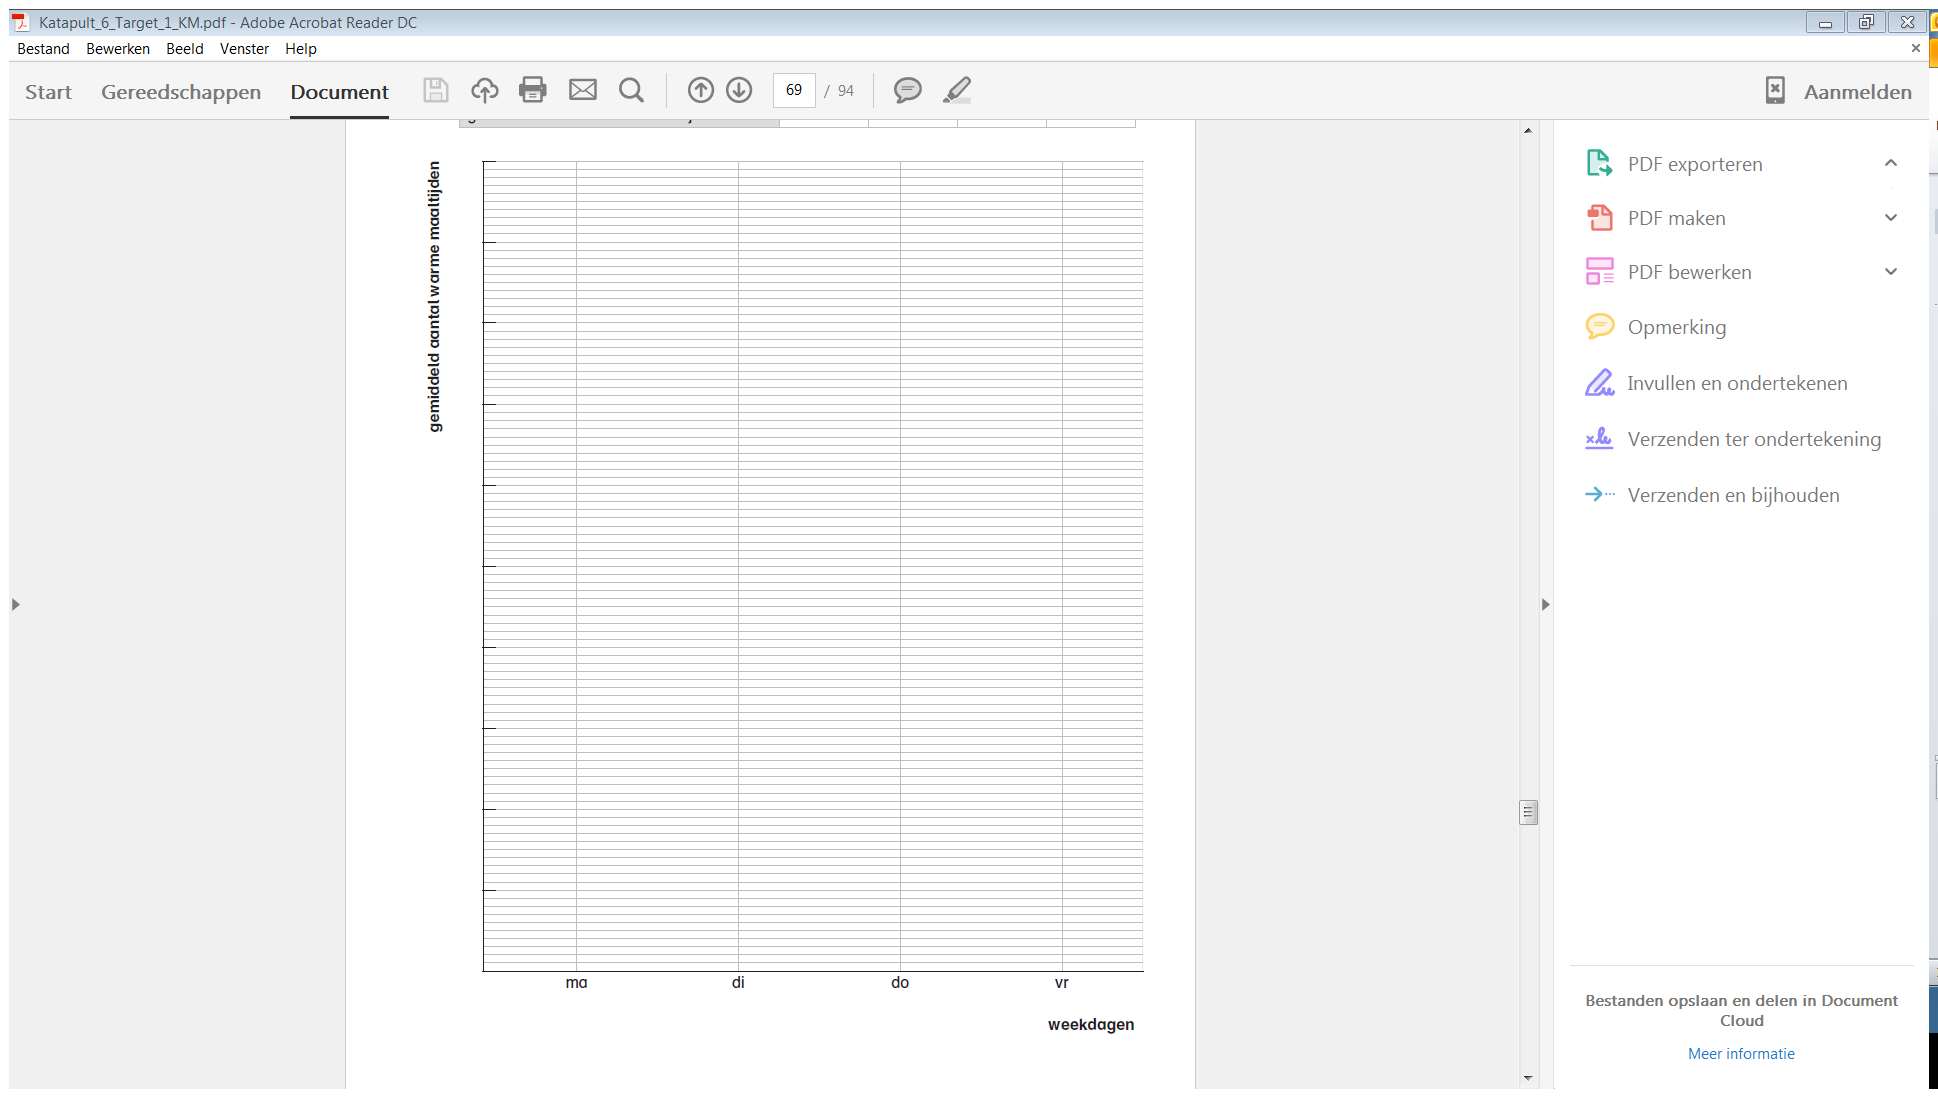 Katapult_6_Target_1_KM.pdf - Adobe Acrobat Reader DC
Bestand Bewerken Beeld Venster Help
Start Gereedschappen Document 69 / 94 Aanmelden
gemiddeld aantal warme maaltijden
ma di do vr
weekdagen
PDF exporteren
PDF maken
PDF bewerken
Opmerking
Invullen en ondertekenen
Verzenden ter ondertekening
Verzenden en bijhouden
Bestanden opslaan en delen in Document
Cloud
Meer informatie